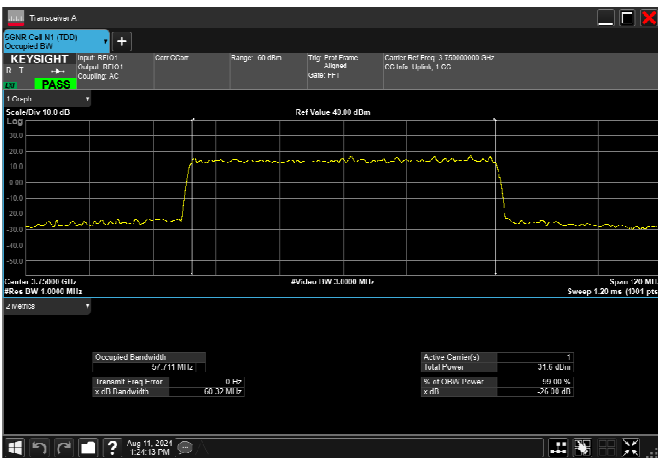 Transceiver A
5GNR Cell N1 (TDD)
Occupied BW
+
KEYSIGHT
R T
PASS
Input: RFIO1
Output: RFIO1
Coupling: AC
Corr CCorr
Range: 60 dBm
Trig: Prot Frame
Aligned
Gate: FFT
Carrier Ref Freq: 3.750000000 GHz
CC Info: Uplink, 1 CC
1 Graph
Scale/Div 10.0 dB
Ref Value 40.00 dBm
Log
30.0
20.0
10.0
0.00
-10.0
-20.0
-30.0
-40.0
-50.0
Center 3.75000 GHz
#Video BW 3.0000 MHz
#Res BW 1.0000 MHz
Sweep 1.20 ms (1001 pts
2 Metrics
Occupied Bandwidth
57.711 MHz
Transmit Freq Error 0 Hz
x dB Bandwidth 60.32 MHz
Active Carrier(s) 1
Total Power 31.6 dBm
% of OBW Power 99.00 %
x dB -26.00 dB
?
Aug 11, 2024
1:24:13 PM